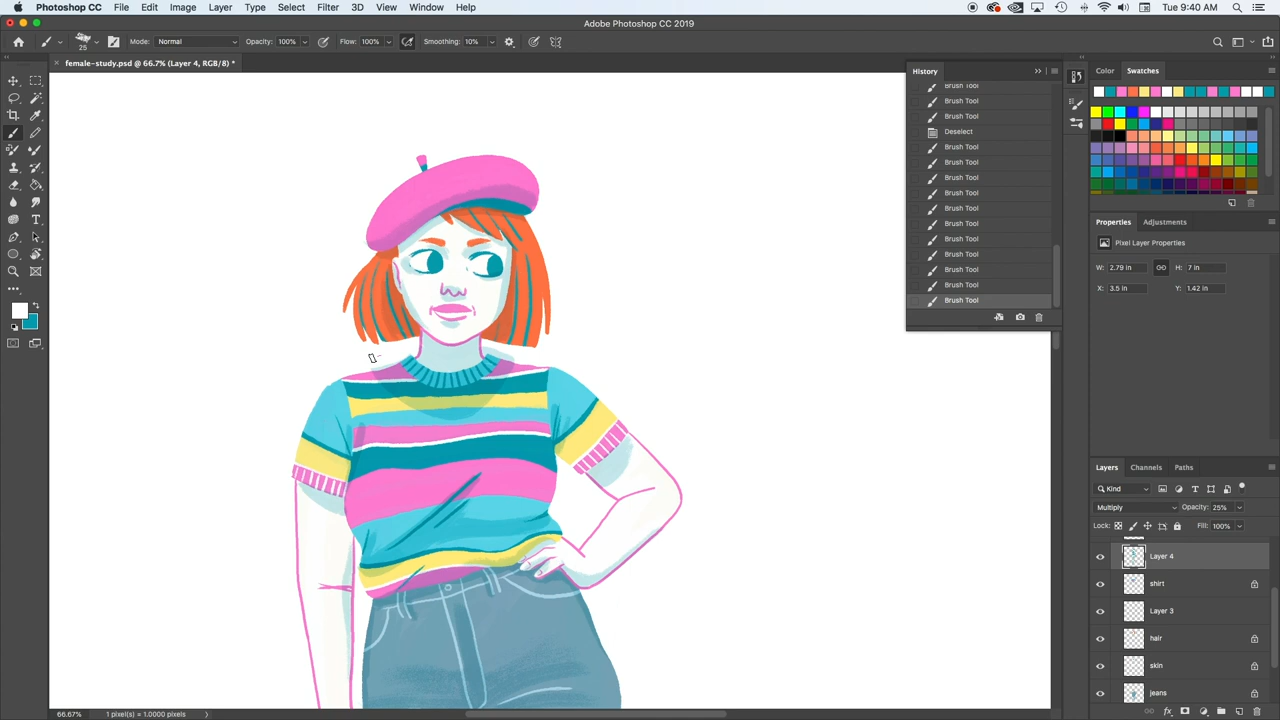 Photoshop CC File Edit Image Layer Type Select Filter 3D View Window Help Tue 9:40 AM
Adobe Photoshop CC 2019
25 Mode: Normal Opacity: 100% Flow: 100% Smoothing: 10%
female-study.psd @ 66.7% (Layer 4, RGB/8) *
History
Brush Tool
Brush Tool
Brush Tool
Deselect
Brush Tool
Brush Tool
Brush Tool
Brush Tool
Brush Tool
Brush Tool
Brush Tool
Brush Tool
Brush Tool
Brush Tool
Brush Tool
Color Swatches
Properties Adjustments
Pixel Layer Properties
W: 2.79 in H: 7 in
X: 3.5 in Y: 1.42 in
Layers Channels Paths
Kind
Multiply Opacity: 25%
Lock: Fill: 100%
Layer 4
shirt
Layer 3
hair
skin
jeans
66.67% 1 pixel(s) = 1.0000 pixels